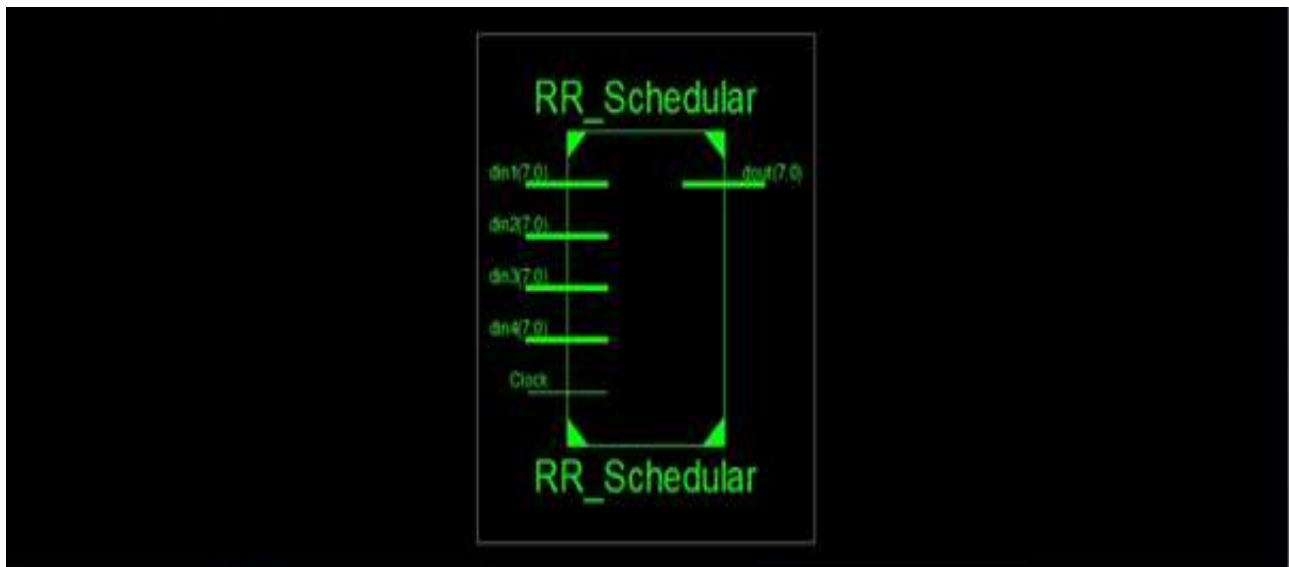 RR_Schedular
din1(7,0)
dout(7,0)
din2(7,0)
din3(7,0)
din4(7,0)
Clock
RR_Schedular